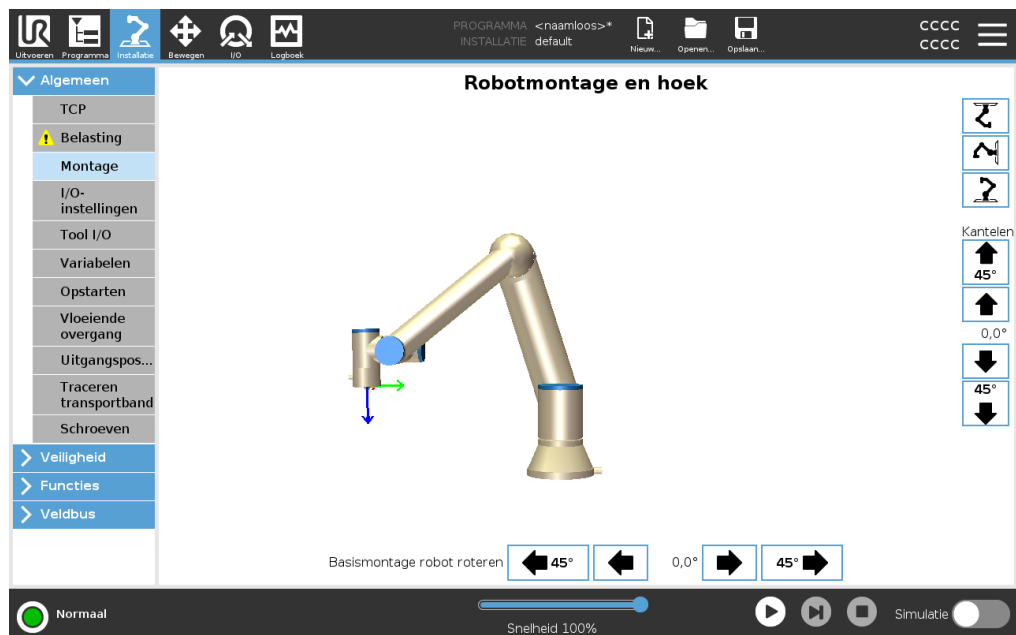 PROGRAMMA <naamloos>*
INSTALLATIE default
Uitvoeren Programma Installatie Bewegen I/O Logboek
Nieuw... Openen... Opslaan...
CCCC
CCCC
Algemeen
TCP
Belasting
Montage
I/O-
instellingen
Tool I/O
Variabelen
Opstarten
Vloeiende
overgang
Uitgangspos...
Traceren
transportband
Schroeven
Veiligheid
Functies
Veldbus
Robotmontage en hoek
Kantelen
45°
0,0°
45°
Basismontage robot roteren 45° 0,0° 45°
Normaal
Snelheid 100%
Simulatie